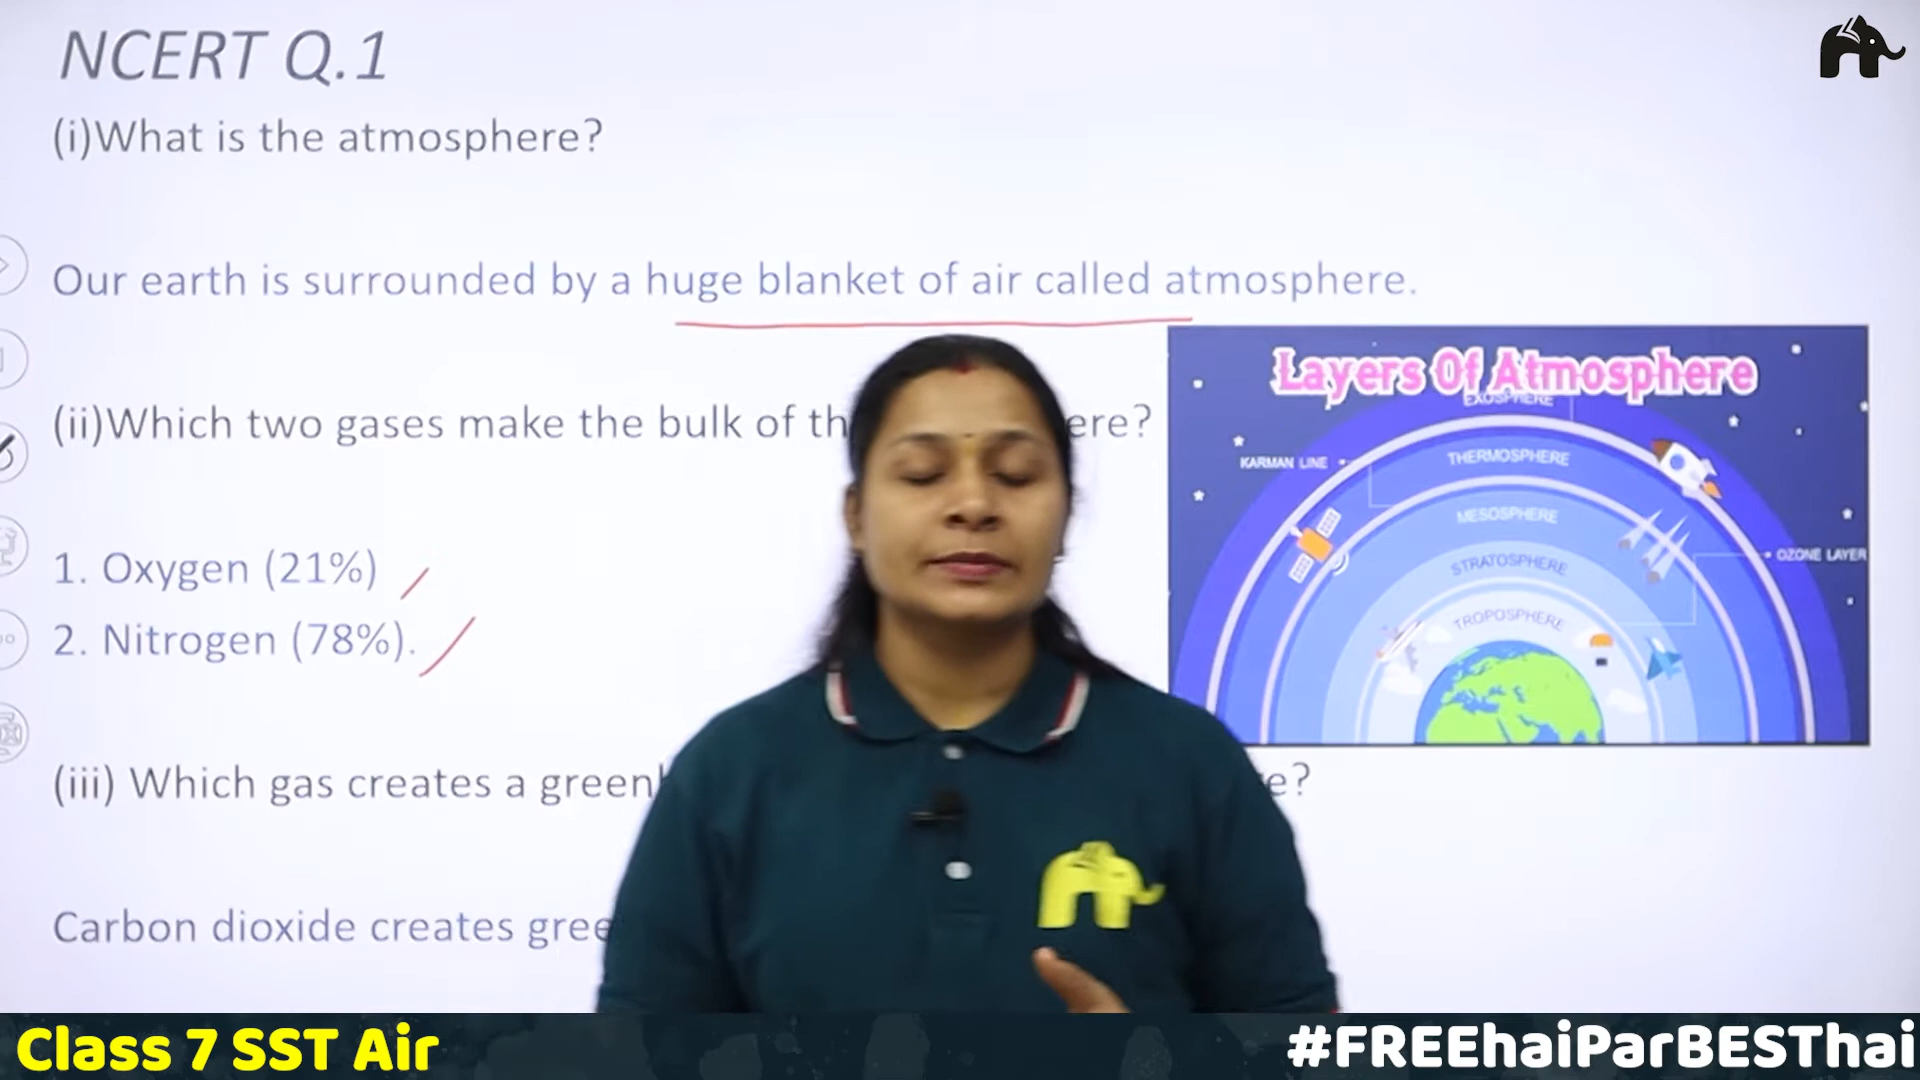 NCERT Q.1
(i)What is the atmosphere?
Our earth is surrounded by a huge blanket of air called atmosphere.
(ii)Which two gases make the bulk of th ere?
1. Oxygen (21%)
2. Nitrogen (78%).
Layers Of Atmosphere
EXOSPHERE
KARMAN LINE
THERMOSPHERE
MESOSPHERE
OZONE LAYER
STRATOSPHERE
TROPOSPHERE
(iii) Which gas creates a green e?
Carbon dioxide creates gree
Class 7 SST Air
#FREEhaiParBESThai